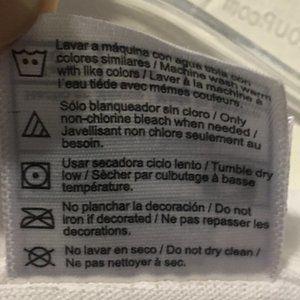 Lavar a máquina con agua tibia con
colores similares / Machine wash warm
with like colors / Laver à la machine à
l'eau tiède avec mêmes couleurs.
Sólo blanqueador sin cloro / Only
non-chlorine bleach when needed /
Javellisant non chlore seulement au
besoin.
Usar secadora ciclo lento / Tumble dry
low / Sècher par culbutage à basse
température.
No planchar la decoración / Do not
iron if decorated / Ne pas repasser les
decorations.
No lavar en seco / Do not dry clean /
Ne pas nettoyer à sec.